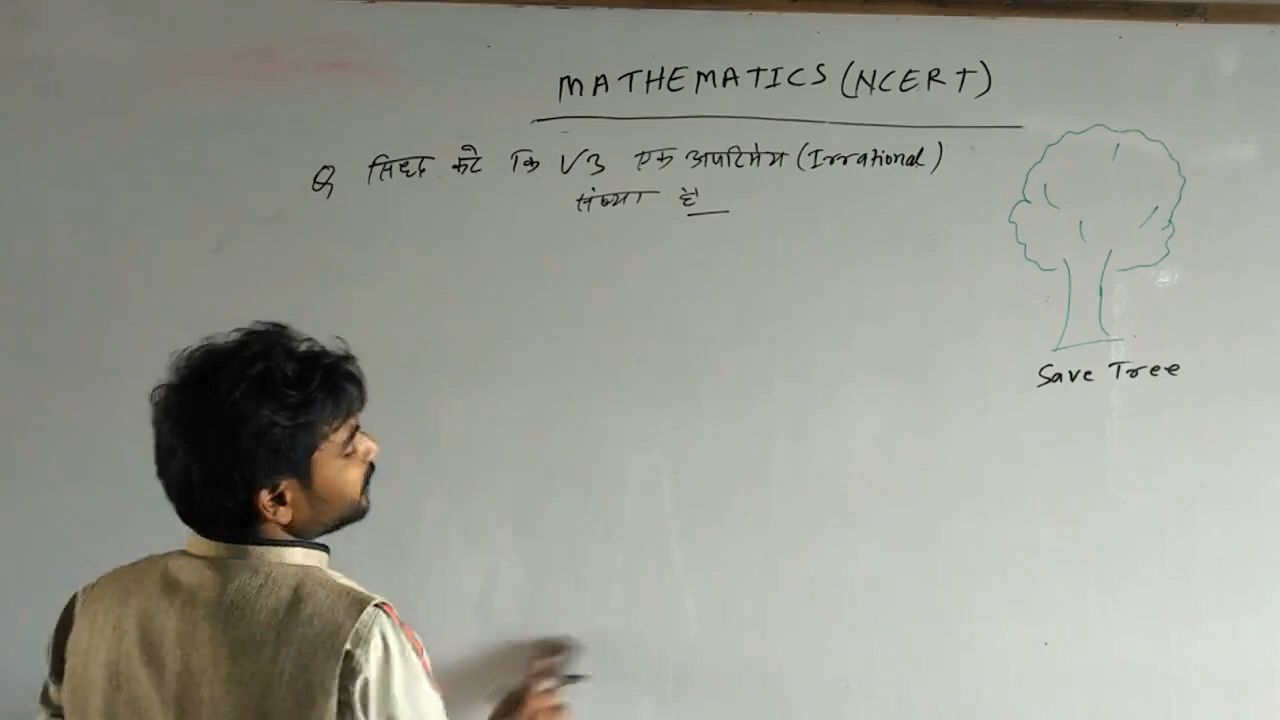 MATHEMATICS (NCERT)
Q सिद्ध करें कि √3 एक अपरिमेय (Irrational)
संख्या है
Save Tree